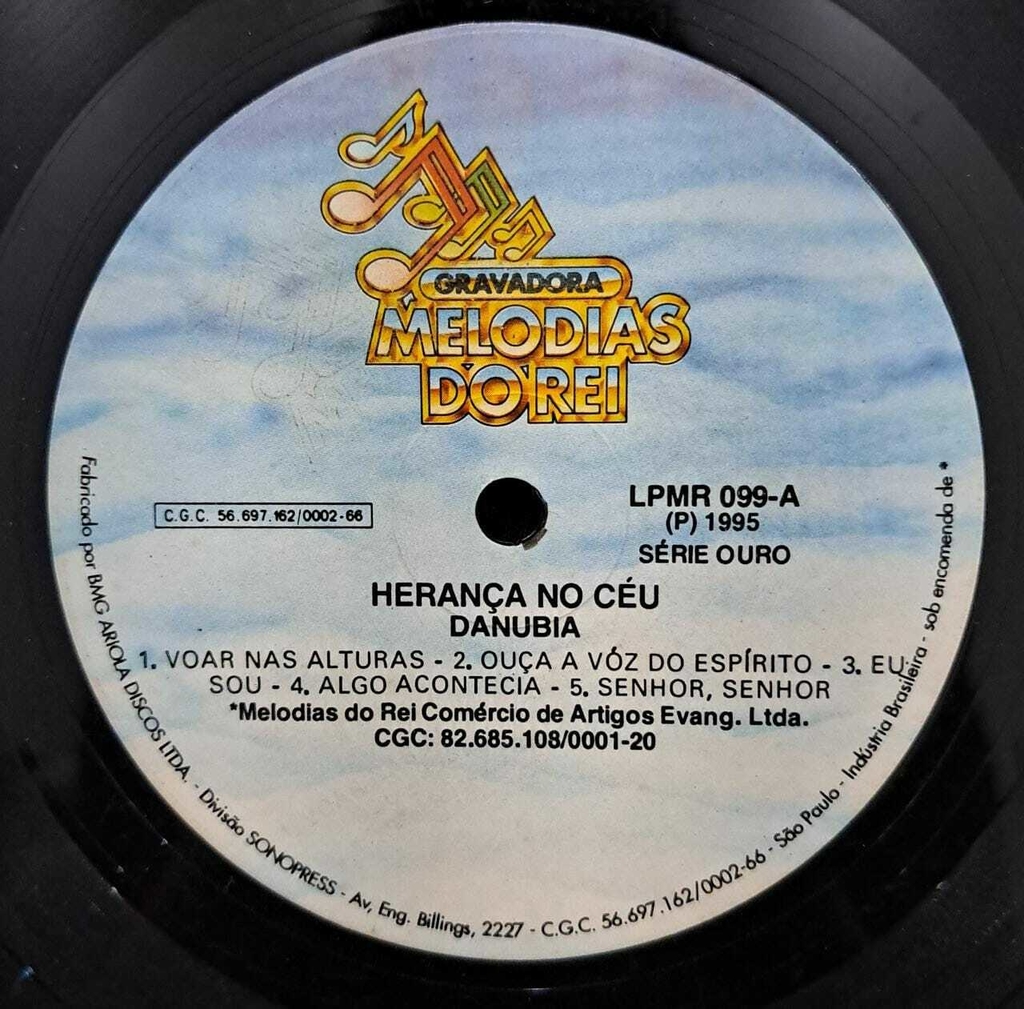 GRAVADORA
MELODIAS
DO REI
C.G.C. 56.697.162/0002-66
LPMR 099-A
(P) 1995
SÉRIE OURO
HERANÇA NO CÉU
DANUBIA
1. VOAR NAS ALTURAS - 2. OUÇA A VÓZ DO ESPÍRITO - 3. EU
SOU - 4. ALGO ACONTECIA - 5. SENHOR, SENHOR
*Melodias do Rei Comércio de Artigos Evang. Ltda.
CGC: 82.685.108/0001-20
Fabricado por BMG ARIOLA DISCOS LTDA. - Divisão SONOPRESS - Av, Eng. Billings, 2227 - C.G.C. 56.697.162/0002-66 - São Paulo - Indústria Brasileira - sob encomenda de *